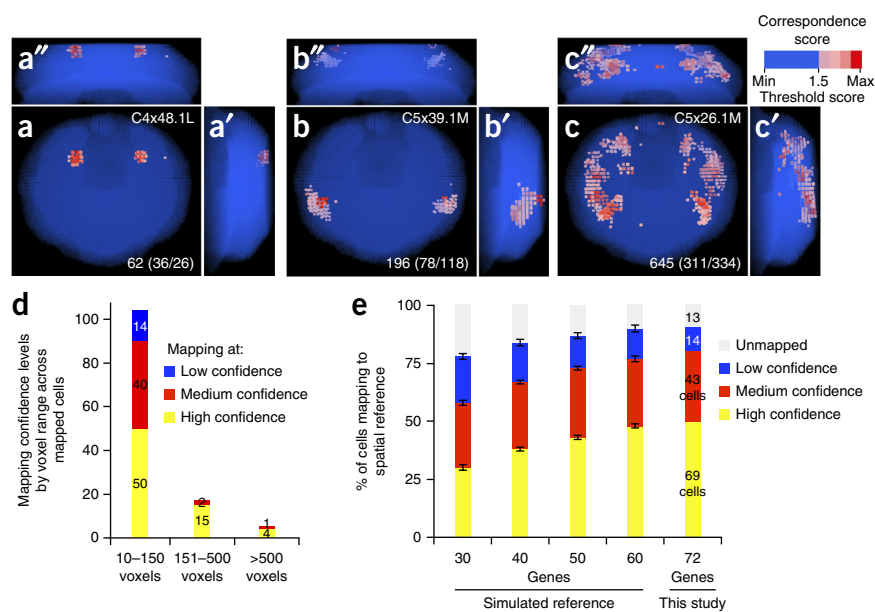 Correspondence
score
Min 1.5 Max
Threshold score
a″
b″
c″
a
C4x48.1L
62 (36/26)
a′
b
C5x39.1M
196 (78/118)
b′
c
C5x26.1M
645 (311/334)
c′
d
Mapping confidence levels
by voxel range across
mapped cells
100
80
60
40
20
0
Mapping at:
Low confidence
Medium confidence
High confidence
14
40
50
2
15
1
4
10–150
voxels
151–500
voxels
>500
voxels
e
% of cells mapping to
spatial reference
100
75
50
25
0
13
14
43
cells
69
cells
Unmapped
Low confidence
Medium confidence
High confidence
30 40 50 60 72
Genes Genes
Simulated reference This study